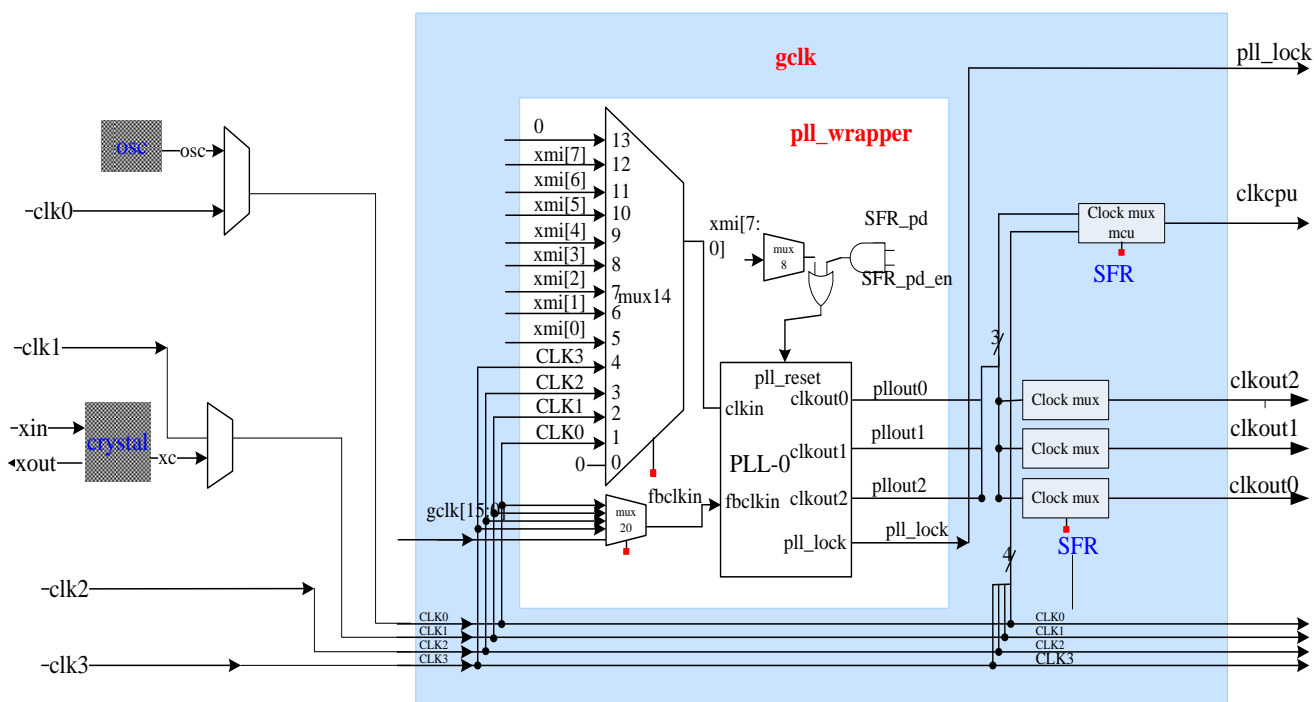 gclk
pll_lock
pll_wrapper
osc
osc
-clk0
0
13
xmi[7]
12
xmi[6]
11
xmi[5]
10
xmi[4]
9
xmi[3]
8
xmi[2]
7
xmi[1]
6
xmi[0]
5
mux14
CLK3
4
CLK2
3
CLK1
2
CLK0
1
0
0
xmi[7:
0]
mux
8
SFR_pd
SFR_pd_en
Clock mux
mcu
SFR
clkcpu
-clk1
-xin
xout
crystal
xc
pll_reset
clkin
clkout0
clkout1
PLL-0
fbclkin
clkout2
pll_lock
pllout0
pllout1
pllout2
pll_lock
3
Clock mux
clkout2
Clock mux
clkout1
Clock mux
clkout0
SFR
4
gclk[15:0]
mux
20
fbclkin
-clk2
-clk3
CLK0
CLK1
CLK2
CLK3
CLK0
CLK1
CLK2
CLK3